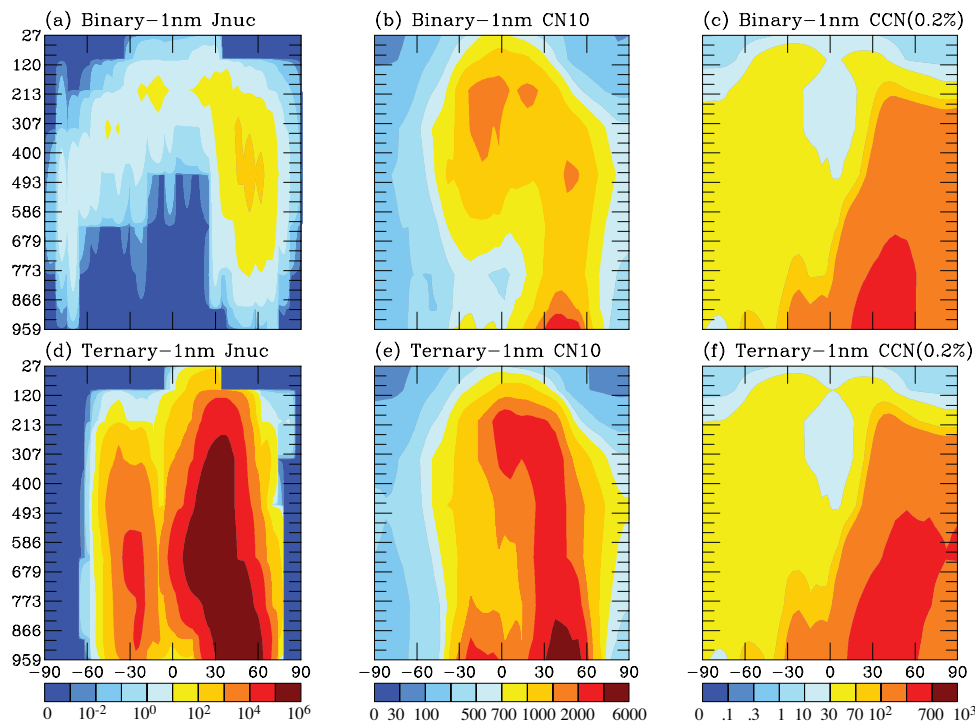 (a) Binary−1nm Jnuc
(b) Binary−1nm CN10
(c) Binary−1nm CCN(0.2%)
27
120
213
307
400
493
586
679
773
866
959
(d) Ternary−1nm Jnuc
(e) Ternary−1nm CN10
(f) Ternary−1nm CCN(0.2%)
27
120
213
307
400
493
586
679
773
866
959
−90 −60 −30 0 30 60 90
−90 −60 −30 0 30 60 90
−90 −60 −30 0 30 60 90
0 10⁻² 10⁰ 10² 10⁴ 10⁶
0 30 100 500 700 1000 2000 6000
0 .1 .3 1 10 30 70 10² 700 10³